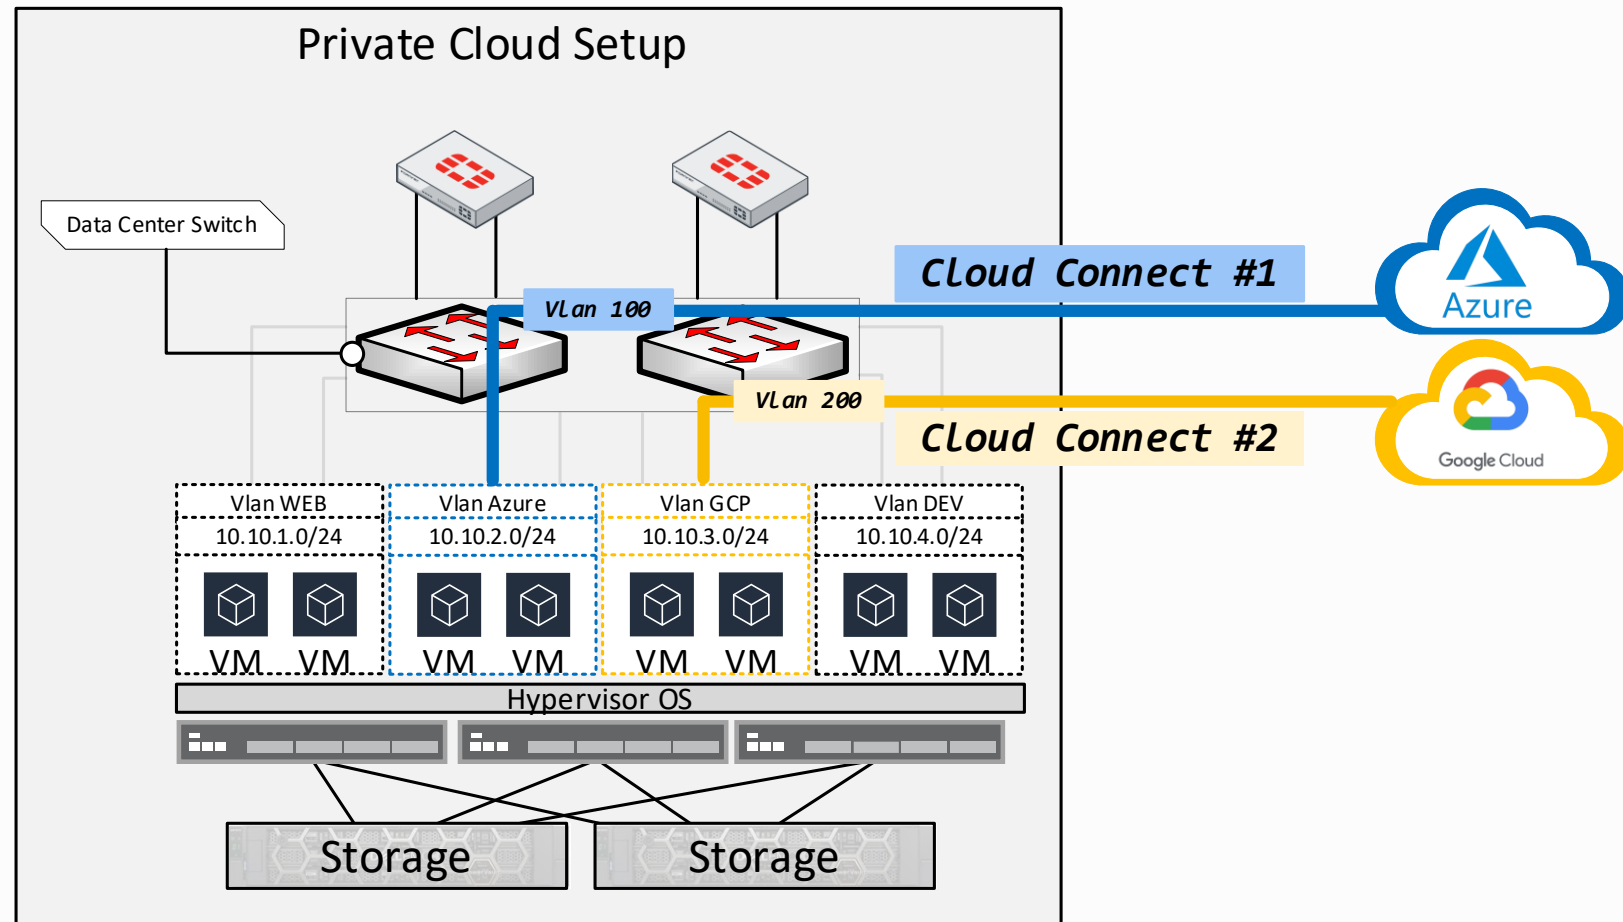 Private Cloud Setup
Data Center Switch
Cloud Connect #1
Vlan 100
Azure
Vlan 200
Cloud Connect #2
Google Cloud
Vlan WEB
Vlan Azure
Vlan GCP
Vlan DEV
10.10.1.0/24
10.10.2.0/24
10.10.3.0/24
10.10.4.0/24
VM VM
VM VM
VM VM
VM VM
Hypervisor OS
Storage
Storage